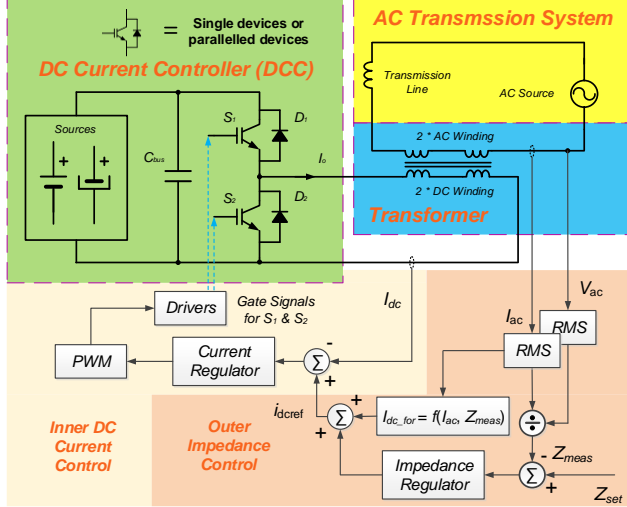 = Single devices or
parallelled devices
DC Current Controller (DCC)
AC Transmssion System
Transmission
Line
AC Source
Sources
+
+
Cbus
S1
D1
Io
S2
D2
2 * AC Winding
2 * DC Winding
Transformer
Drivers
Gate Signals
for S1 & S2
Idc
Vac
Iac
RMS
RMS
PWM
Current
Regulator
Σ
-
+
idcref
+
+
Σ
Idc_for = f(Iac, Zmeas)
÷
Inner DC
Current
Control
Outer
Impedance
Control
Impedance
Regulator
Σ
- Zmeas
+
Zset